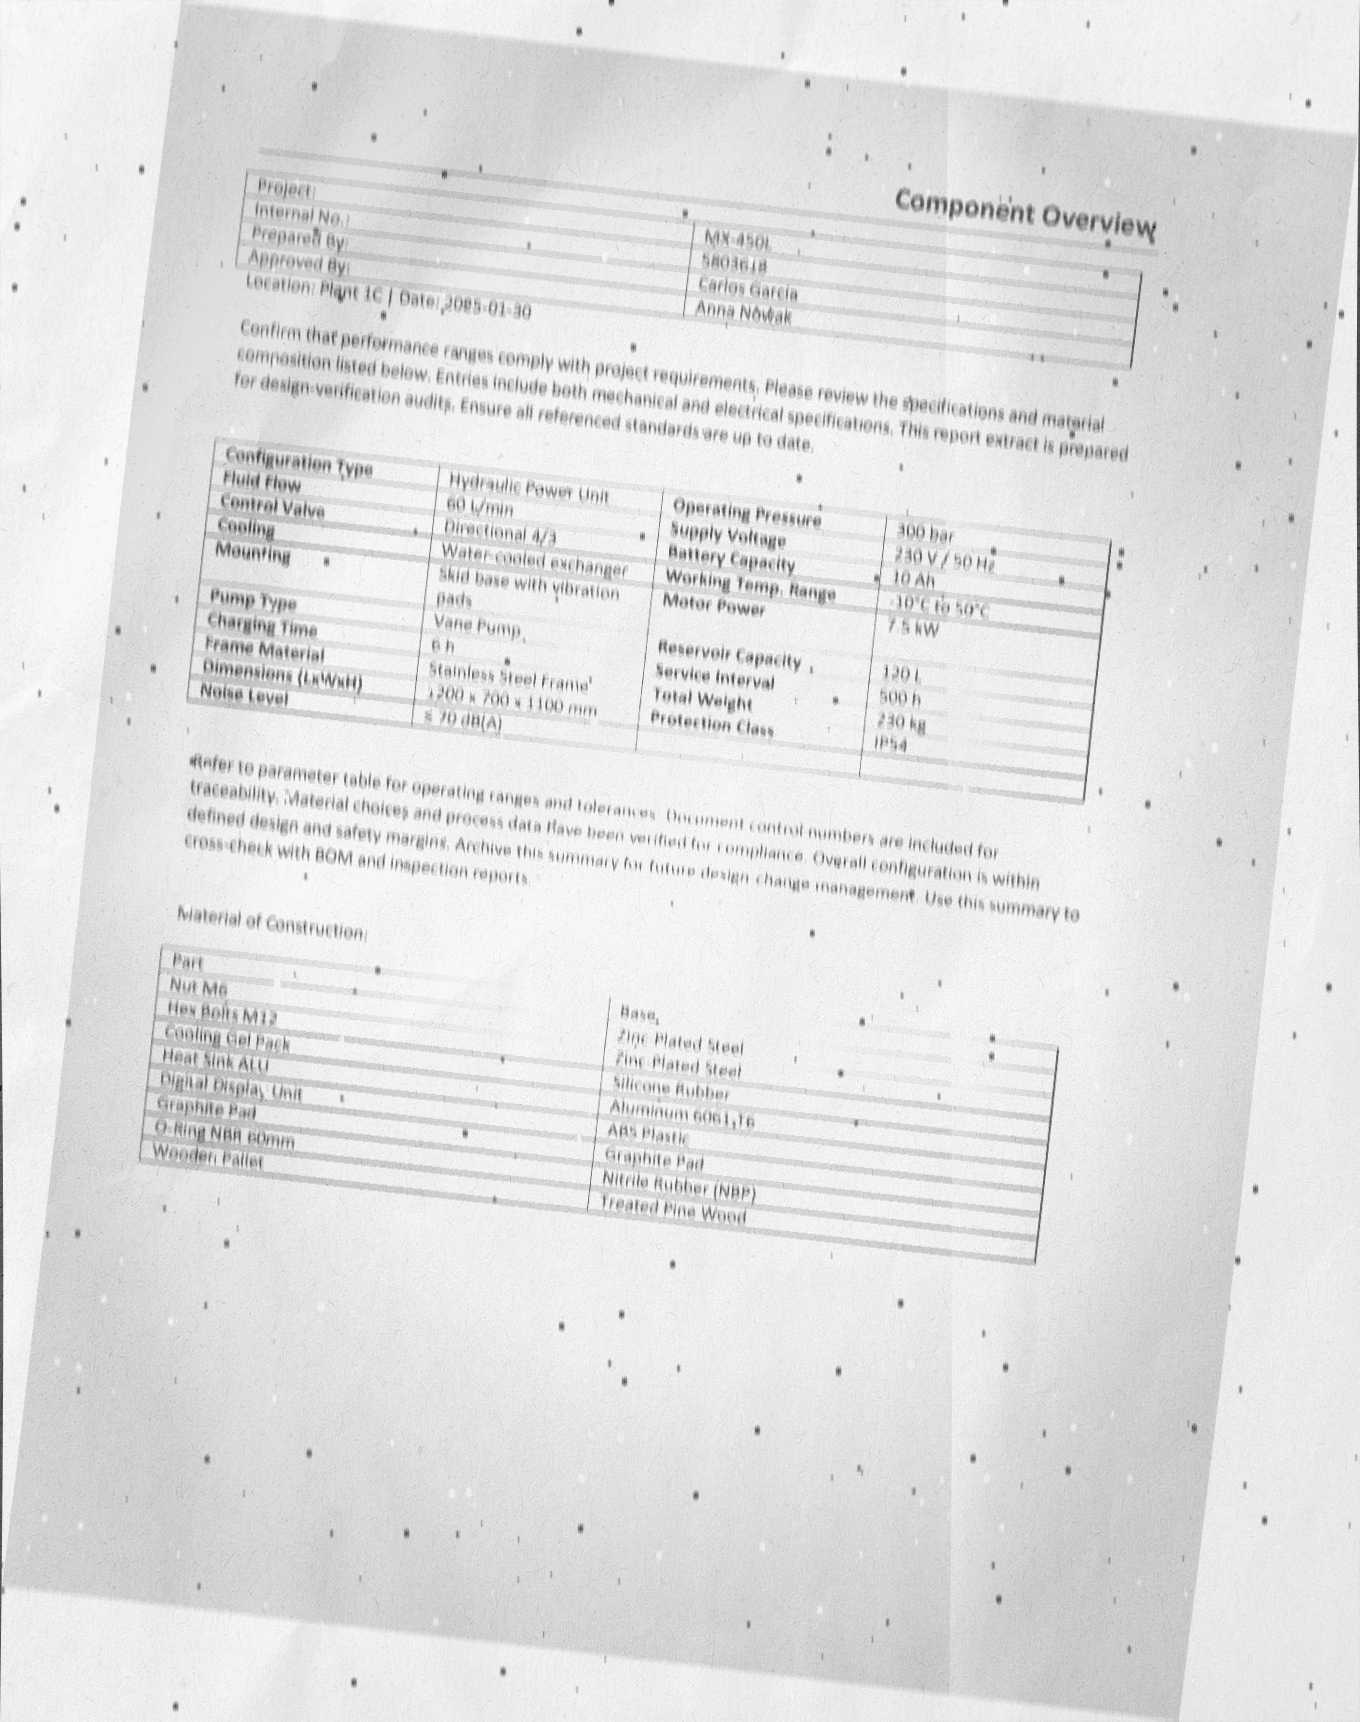 Component Overview
Project: MX-450L
Internal No.: 5803618
Prepared By: Carlos Garcia
Approved By: Anna Nowak
Location: Plant 1C | Date: 2085-01-30
Confirm that performance ranges comply with project requirements. Please review the specifications and material
composition listed below. Entries include both mechanical and electrical specifications. This report extract is prepared
for design-verification audits. Ensure all referenced standards are up to date.
Configuration Type Hydraulic Power Unit Operating Pressure 300 bar
Fluid Flow 60 L/min Supply Voltage 230 V / 50 Hz
Control Valve Directional 4/3 Battery Capacity 10 Ah
Cooling Water-cooled exchanger Working Temp. Range -10°C to 50°C
Mounting Skid base with vibration Motor Power 7.5 kW
pads
Pump Type Vane Pump Reservoir Capacity 120 L
Charging Time 6 h Service Interval 500 h
Frame Material Stainless Steel Frame Total Weight 230 kg
Dimensions (LxWxH) 1200 x 700 x 1100 mm Protection Class IP54
Noise Level ≤ 70 dB(A)
Refer to parameter table for operating ranges and tolerances. Document control numbers are included for
traceability. Material choices and process data have been verified for compliance. Overall configuration is within
defined design and safety margins. Archive this summary for future design-change management. Use this summary to
cross-check with BOM and inspection reports.
Material of Construction:
Part Base
Nut M6 Zinc-Plated Steel
Hex Bolts M12 Zinc-Plated Steel
Cooling Gel Pack Silicone Rubber
Heat Sink ALU Aluminum 6061-T6
Digital Display Unit ABS Plastic
Graphite Pad Graphite Pad
O-Ring NBR 60mm Nitrile Rubber (NBR)
Wooden Pallet Treated Pine Wood